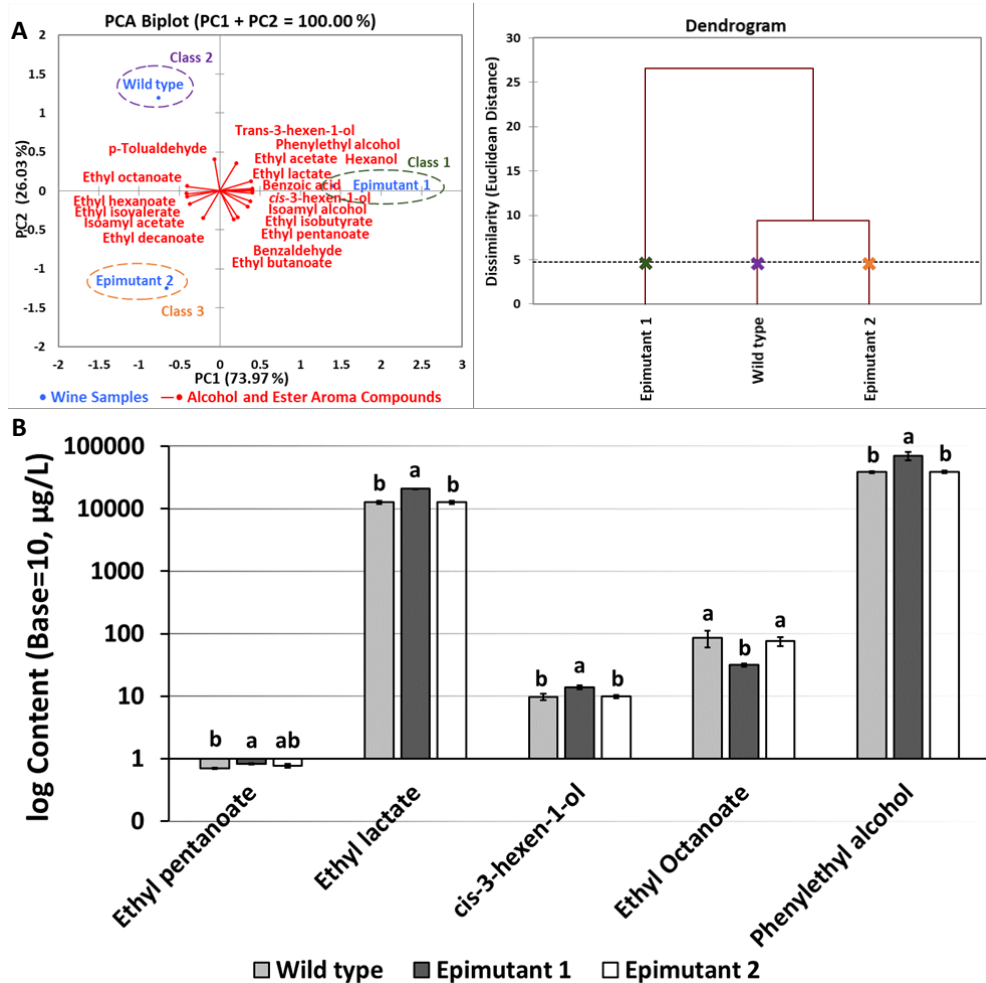 A
PCA Biplot (PC1 + PC2 = 100.00 %)
2
1.5
1
0.5
0
-0.5
-1
-1.5
-2
PC2 (26.03 %)
Class 2
Wild type
Trans-3-hexen-1-ol
p-Tolualdehyde
Phenylethyl alcohol
Ethyl acetate
Hexanol
Class 1
Ethyl octanoate
Ethyl lactate
Benzoic acid
Epimutant 1
Ethyl hexanoate
cis-3-hexen-1-ol
Ethyl isovalerate
Isoamyl alcohol
Isoamyl acetate
Ethyl isobutyrate
Ethyl decanoate
Ethyl pentanoate
Benzaldehyde
Ethyl butanoate
Epimutant 2
Class 3
-2 -1.5 -1 -0.5 0 0.5 1 1.5 2 2.5 3
PC1 (73.97 %)
Wine Samples
Alcohol and Ester Aroma Compounds
Dendrogram
30
25
20
15
10
5
0
Dissimilarity (Euclidean Distance)
Epimutant 1
Wild type
Epimutant 2
B
100000
10000
1000
100
10
1
0
log Content (Base=10, µg/L)
b a ab
b a b
b a b
a b a
b a b
Ethyl pentanoate
Ethyl lactate
cis-3-hexen-1-ol
Ethyl Octanoate
Phenylethyl alcohol
Wild type Epimutant 1 Epimutant 2